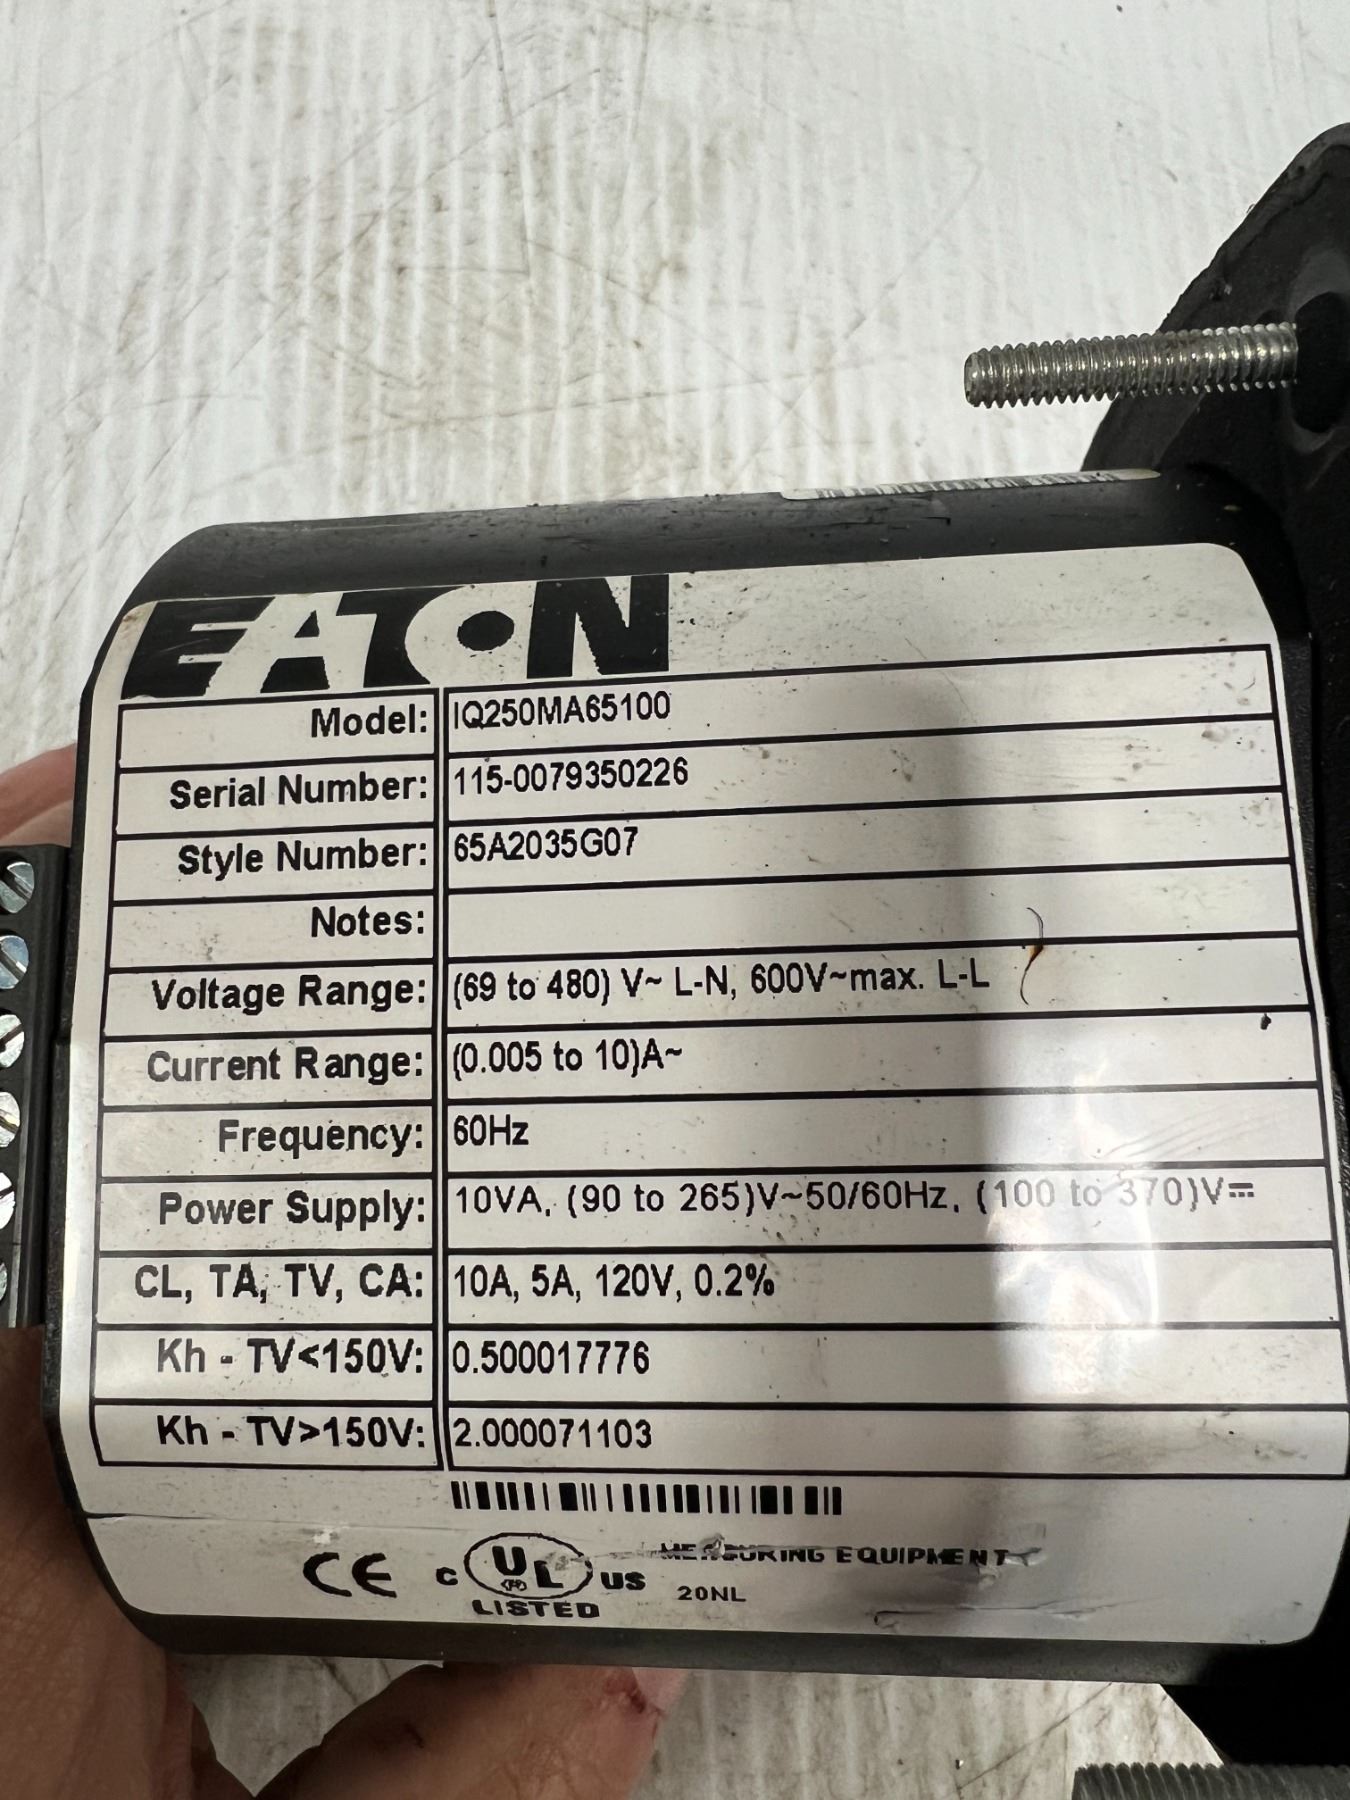 EATON
Model: IQ250MA65100
Serial Number: 115-0079350226
Style Number: 65A2035G07
Notes:
Voltage Range: (69 to 480) V~ L-N, 600V~max. L-L
Current Range: (0.005 to 10)A~
Frequency: 60Hz
Power Supply: 10VA, (90 to 265)V~50/60Hz, (100 to 370)V⎓
CL, TA, TV, CA: 10A, 5A, 120V, 0.2%
Kh - TV<150V: 0.500017776
Kh - TV>150V: 2.000071103
CE C UL US MEASURING EQUIPMENT
LISTED 20NL